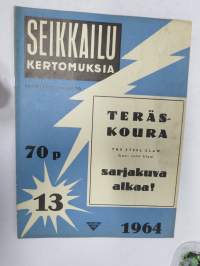 SEIKKAILU
KERTOMUKSIA
TERÄS-
KOURA
THE STEEL CLAW
sarjakuva
alkaa!
70 p
13
1964